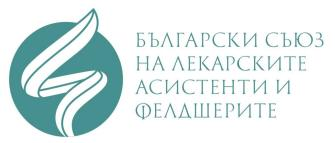 БЪЛГАРСКИ СЪЮЗ
НА ЛЕКАРСКИТЕ
АСИСТЕНТИ И
ФЕЛДШЕРИТЕ